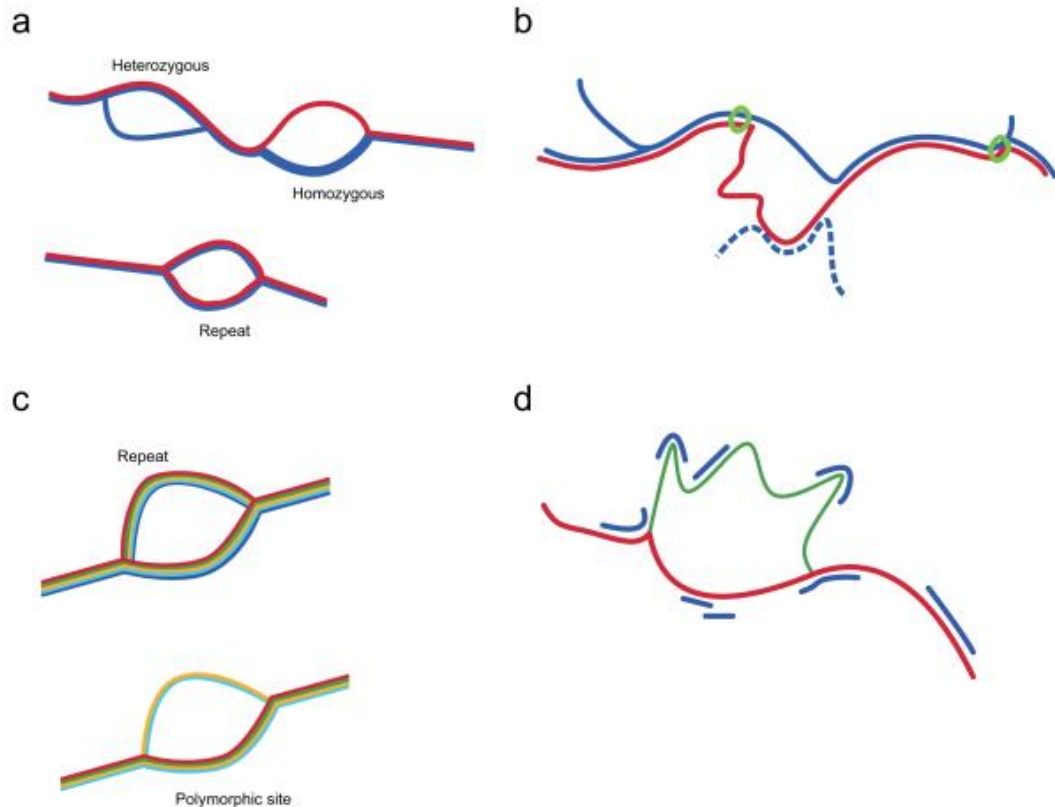 a
Heterozygous
Homozygous
Repeat
b
c
Repeat
Polymorphic site
d